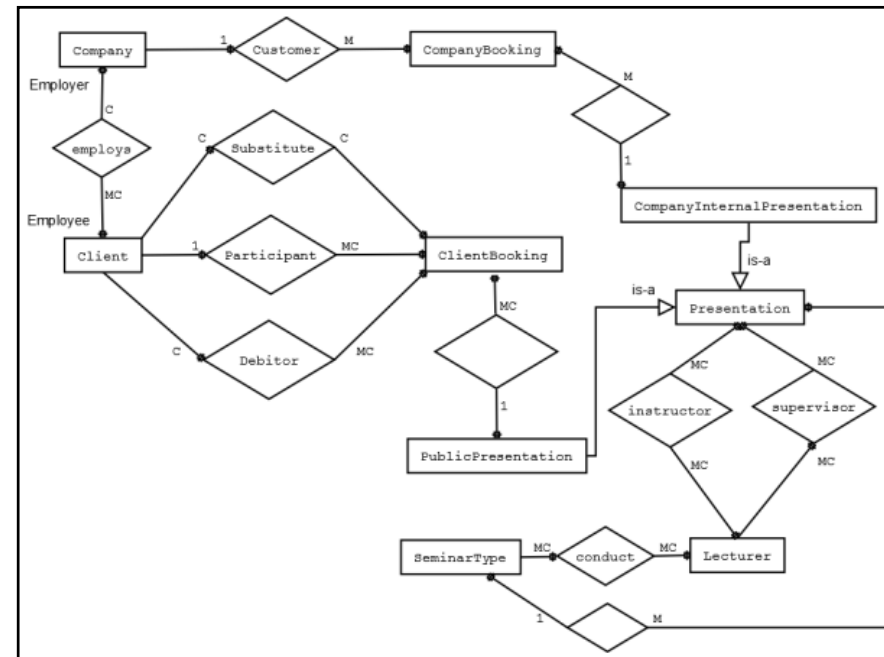 Company
1
Customer
M
CompanyBooking
Employer
C
M
employs
C
Substitute
C
1
MC
CompanyInternalPresentation
Employee
Client
1
Participant
MC
ClientBooking
is-a
is-a
Presentation
MC
C
Debitor
MC
MC
MC
instructor
supervisor
1
PublicPresentation
MC
MC
SeminarType
MC
conduct
MC
Lecturer
1
M